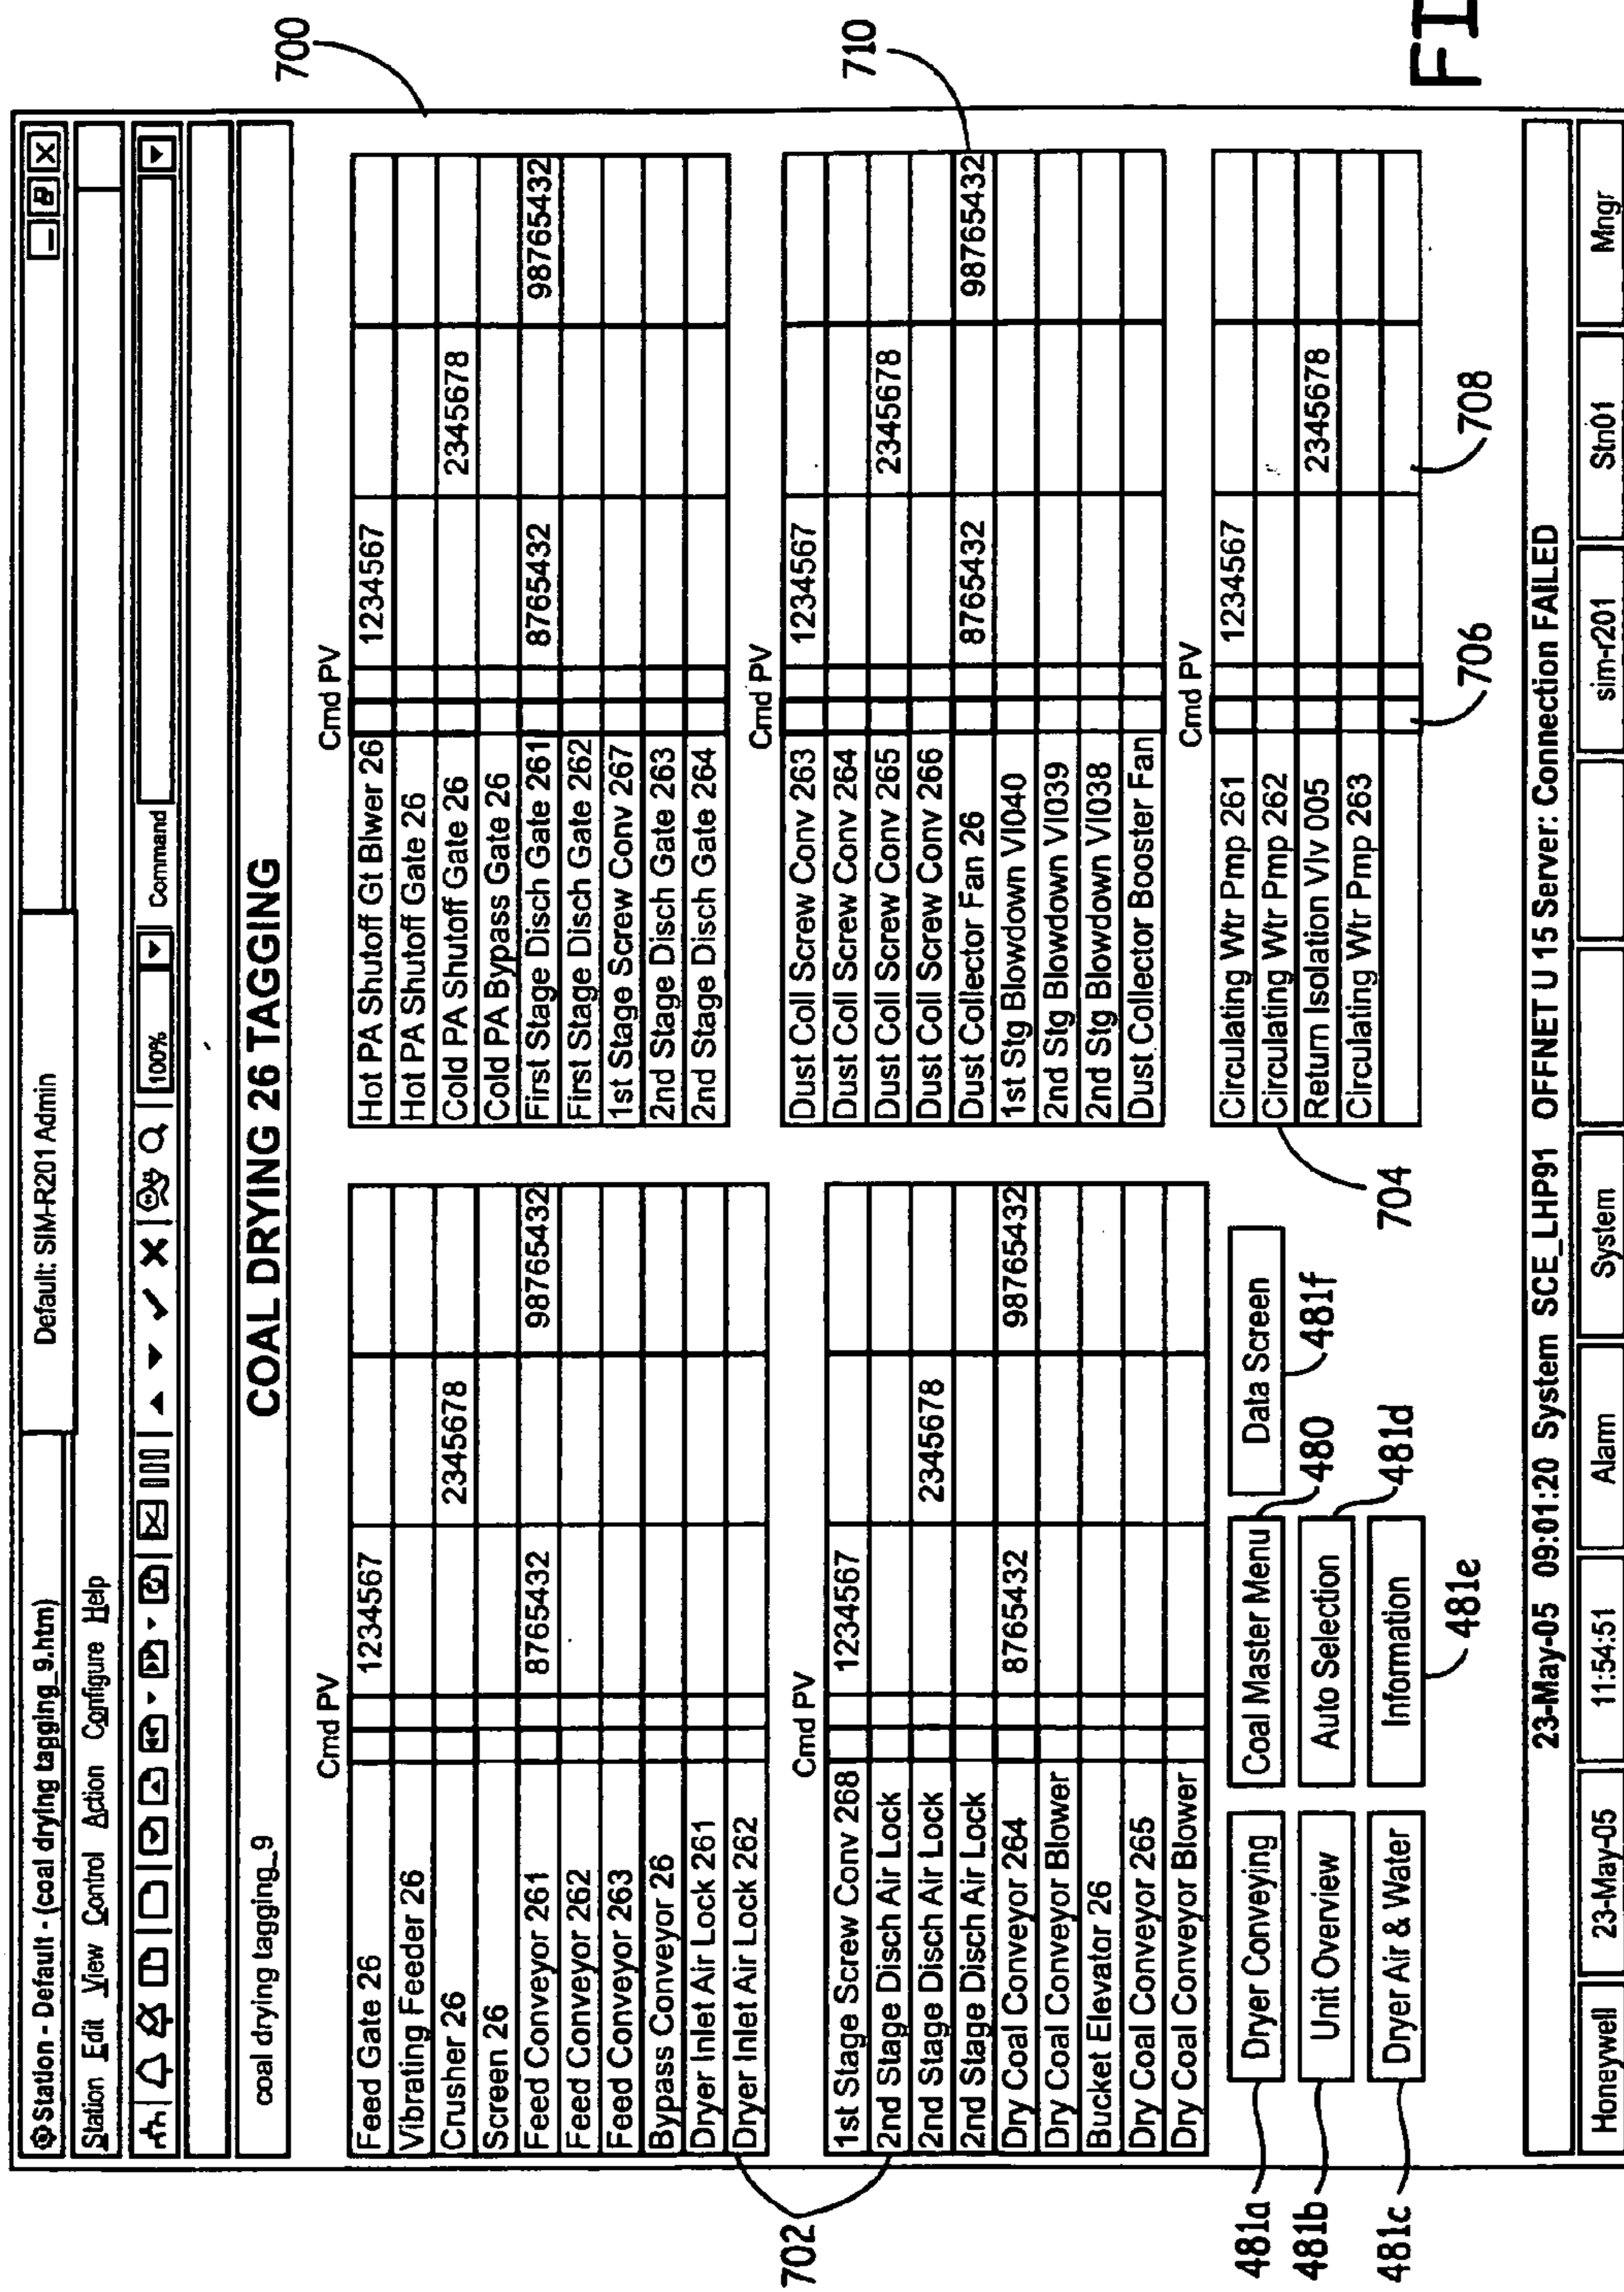 Station - Default - (coal drying tagging_9.htm)
Default: SIM-R201 Admin
Station Edit View Control Action Configure Help
100%
Command
coal drying tagging_9
COAL DRYING 26 TAGGING
700
Cmd PV
Feed Gate 26 1234567
Vibrating Feeder 26
Crusher 26 2345678
Screen 26
Feed Conveyor 261 8765432 98765432
Feed Conveyor 262
Feed Conveyor 263
Bypass Conveyor 26
Dryer Inlet Air Lock 261
Dryer Inlet Air Lock 262
702
Cmd PV
1st Stage Screw Conv 268 1234567
2nd Stage Disch Air Lock
2nd Stage Disch Air Lock 2345678
2nd Stage Disch Air Lock
Dry Coal Conveyor 264 8765432 98765432
Dry Coal Conveyor Blower
Bucket Elevator 26
Dry Coal Conveyor 265
Dry Coal Conveyor Blower
Cmd PV
Hot PA Shutoff Gt Blwer 26 1234567
Hot PA Shutoff Gate 26
Cold PA Shutoff Gate 26 2345678
Cold PA Bypass Gate 26
First Stage Disch Gate 261 8765432 98765432
First Stage Disch Gate 262
1st Stage Screw Conv 267
2nd Stage Disch Gate 263
2nd Stage Disch Gate 264
Cmd PV
710
Dust Coll Screw Conv 263 1234567
Dust Coll Screw Conv 264
Dust Coll Screw Conv 265 2345678
Dust Coll Screw Conv 266
Dust Collector Fan 26 8765432 98765432
1st Stg Blowdown Vl040
2nd Stg Blowdown Vl039
2nd Stg Blowdown Vl038
Dust Collector Booster Fan
Cmd PV
Circulating Wtr Pmp 261 1234567
Circulating Wtr Pmp 262
Return Isolation Vlv 005 2345678
Circulating Wtr Pmp 263
704
706
708
481a Dryer Conveying Coal Master Menu 480 Data Screen 481f
481b Unit Overview Auto Selection 481d
481c Dryer Air & Water Information 481e
23-May-05 09:01:20 System SCE_LHP91 OFFNET U 15 Server: Connection FAILED
Honeywell 23-May-05 11:54:51 Alarm System sim-r201 Stn01 Mngr
FI